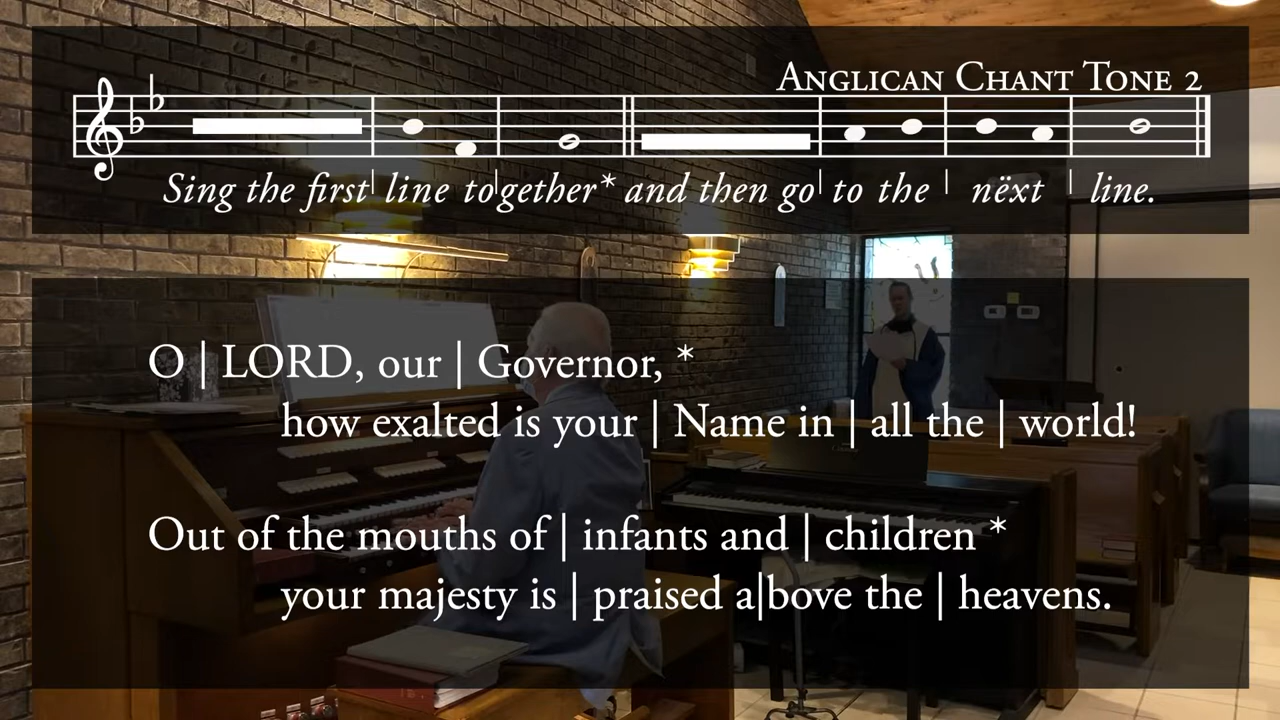 Anglican Chant Tone 2
Sing the first| line to|gether* and then go| to the | nëxt | line.
O | LORD, our | Governor, *
how exalted is your | Name in | all the | world!
Out of the mouths of | infants and | children *
your majesty is | praised a|bove the | heavens.